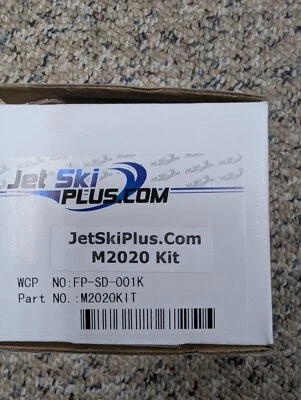 Jet Ski
PLUS.COM
JetSkiPlus.Com
M2020 Kit
WCP NO:FP-SD-001K
Part NO.:M2020KIT